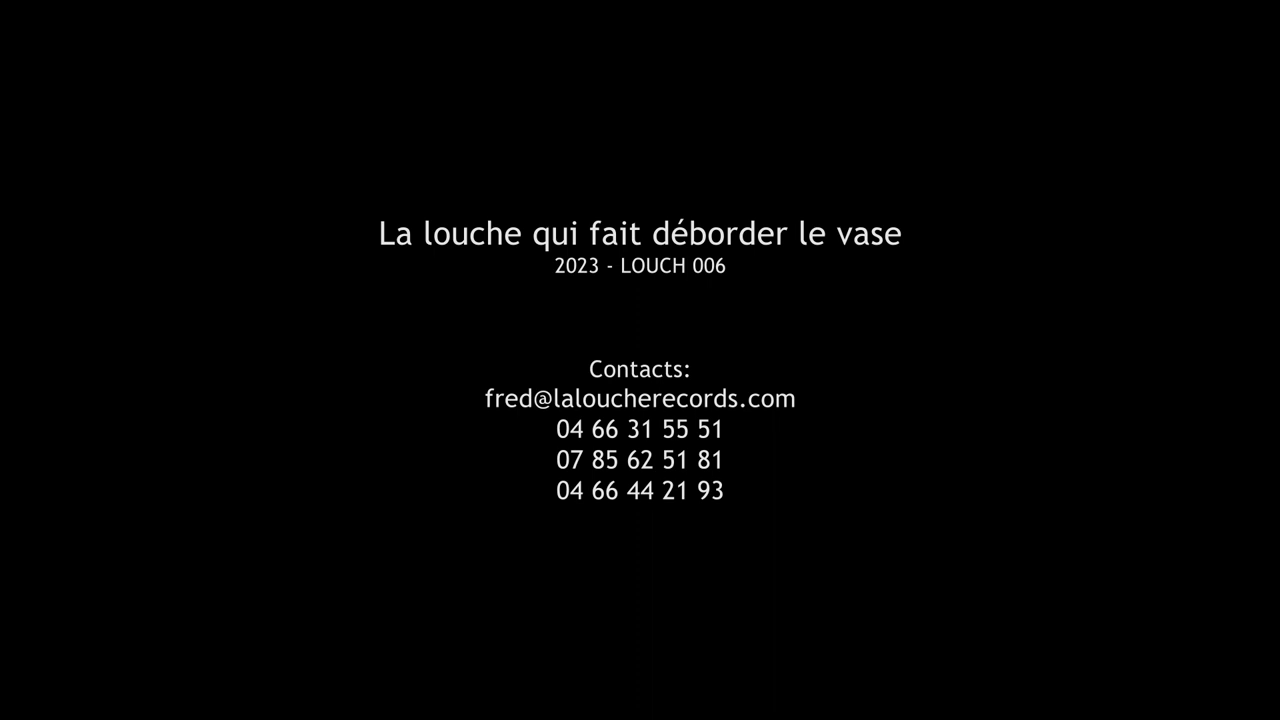 La louche qui fait déborder le vase
2023 - LOUCH 006
Contacts:
fred@laloucherecords.com
04 66 31 55 51
07 85 62 51 81
04 66 44 21 93